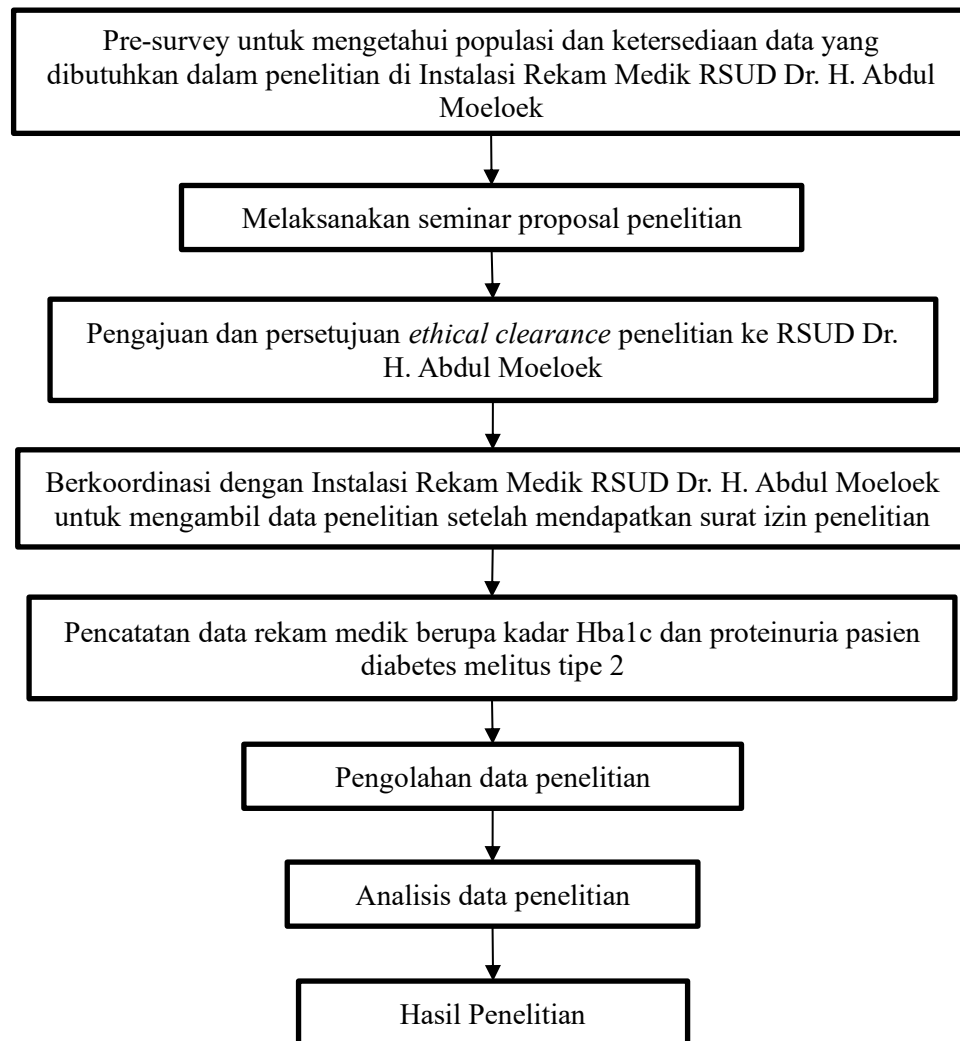 Pre-survey untuk mengetahui populasi dan ketersediaan data yang
dibutuhkan dalam penelitian di Instalasi Rekam Medik RSUD Dr. H. Abdul
Moeloek
Melaksanakan seminar proposal penelitian
Pengajuan dan persetujuan ethical clearance penelitian ke RSUD Dr.
H. Abdul Moeloek
Berkoordinasi dengan Instalasi Rekam Medik RSUD Dr. H. Abdul Moeloek
untuk mengambil data penelitian setelah mendapatkan surat izin penelitian
Pencatatan data rekam medik berupa kadar Hba1c dan proteinuria pasien
diabetes melitus tipe 2
Pengolahan data penelitian
Analisis data penelitian
Hasil Penelitian